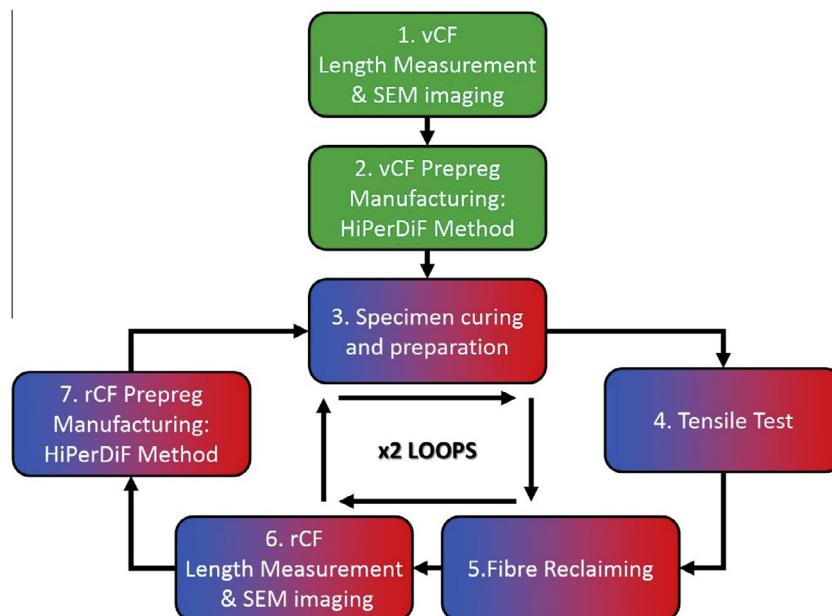 1. vCF
Length Measurement
& SEM imaging
2. vCF Prepreg
Manufacturing:
HiPerDiF Method
3. Specimen curing
and preparation
4. Tensile Test
5.Fibre Reclaiming
6. rCF
Length Measurement
& SEM imaging
7. rCF Prepreg
Manufacturing:
HiPerDiF Method
x2 LOOPS